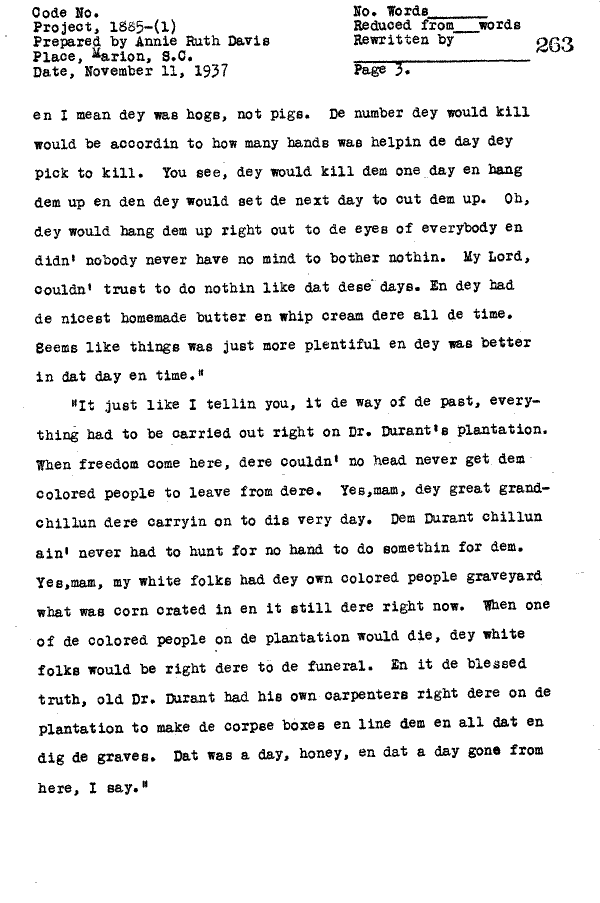 Code No.
Project, 1885-(1)
Prepared by Annie Ruth Davis
Place, Marion, S.C.
Date, November 11, 1937
No. Words
Reduced from words
Rewritten by
263
Page 3.
en I mean dey was hogs, not pigs. De number dey would kill
would be accordin to how many hands was helpin de day dey
pick to kill. You see, dey would kill dem one day en hang
dem up en den dey would set de next day to cut dem up. Oh,
dey would hang dem up right out to de eyes of everybody en
didn' nobody never have no mind to bother nothin. My Lord,
couldn' trust to do nothin like dat dese days. En dey had
de nicest homemade butter en whip cream dere all de time.
Seems like things was just more plentiful en dey was better
in dat day en time."
"It just like I tellin you, it de way of de past, every-
thing had to be carried out right on Dr. Durant's plantation.
When freedom come here, dere couldn' no head never get dem
colored people to leave from dere. Yes,mam, dey great grand-
chillun dere carryin on to dis very day. Dem Durant chillun
ain' never had to hunt for no hand to do somethin for dem.
Yes,mam, my white folks had dey own colored people graveyard
what was corn crated in en it still dere right now. When one
of de colored people on de plantation would die, dey white
folks would be right dere to de funeral. En it de blessed
truth, old Dr. Durant had his own carpenters right dere on de
plantation to make de corpse boxes en line dem en all dat en
dig de graves. Dat was a day, honey, en dat a day gone from
here, I say."